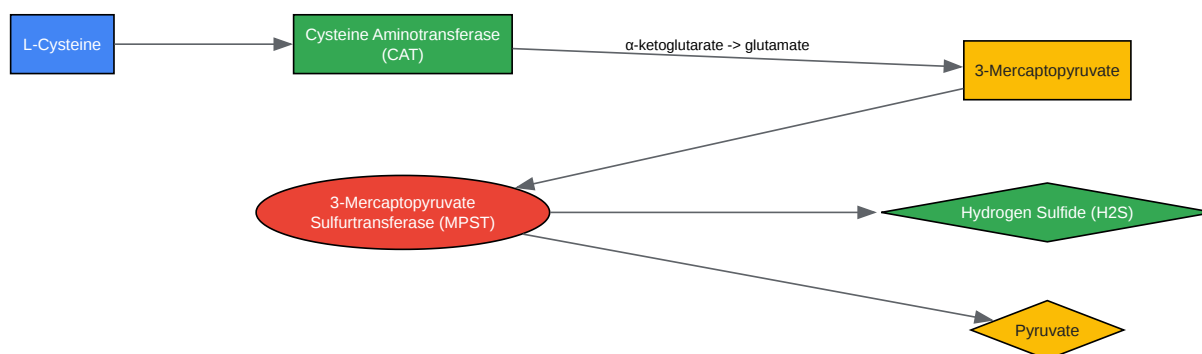 L-Cysteine
Cysteine Aminotransferase
(CAT)
α-ketoglutarate -> glutamate
3-Mercaptopyruvate
3-Mercaptopyruvate
Sulfurtransferase (MPST)
Hydrogen Sulfide (H2S)
Pyruvate